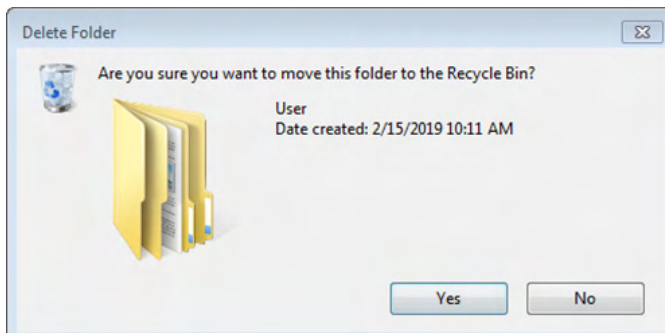 Delete Folder
Are you sure you want to move this folder to the Recycle Bin?
User
Date created: 2/15/2019 10:11 AM
Yes
No